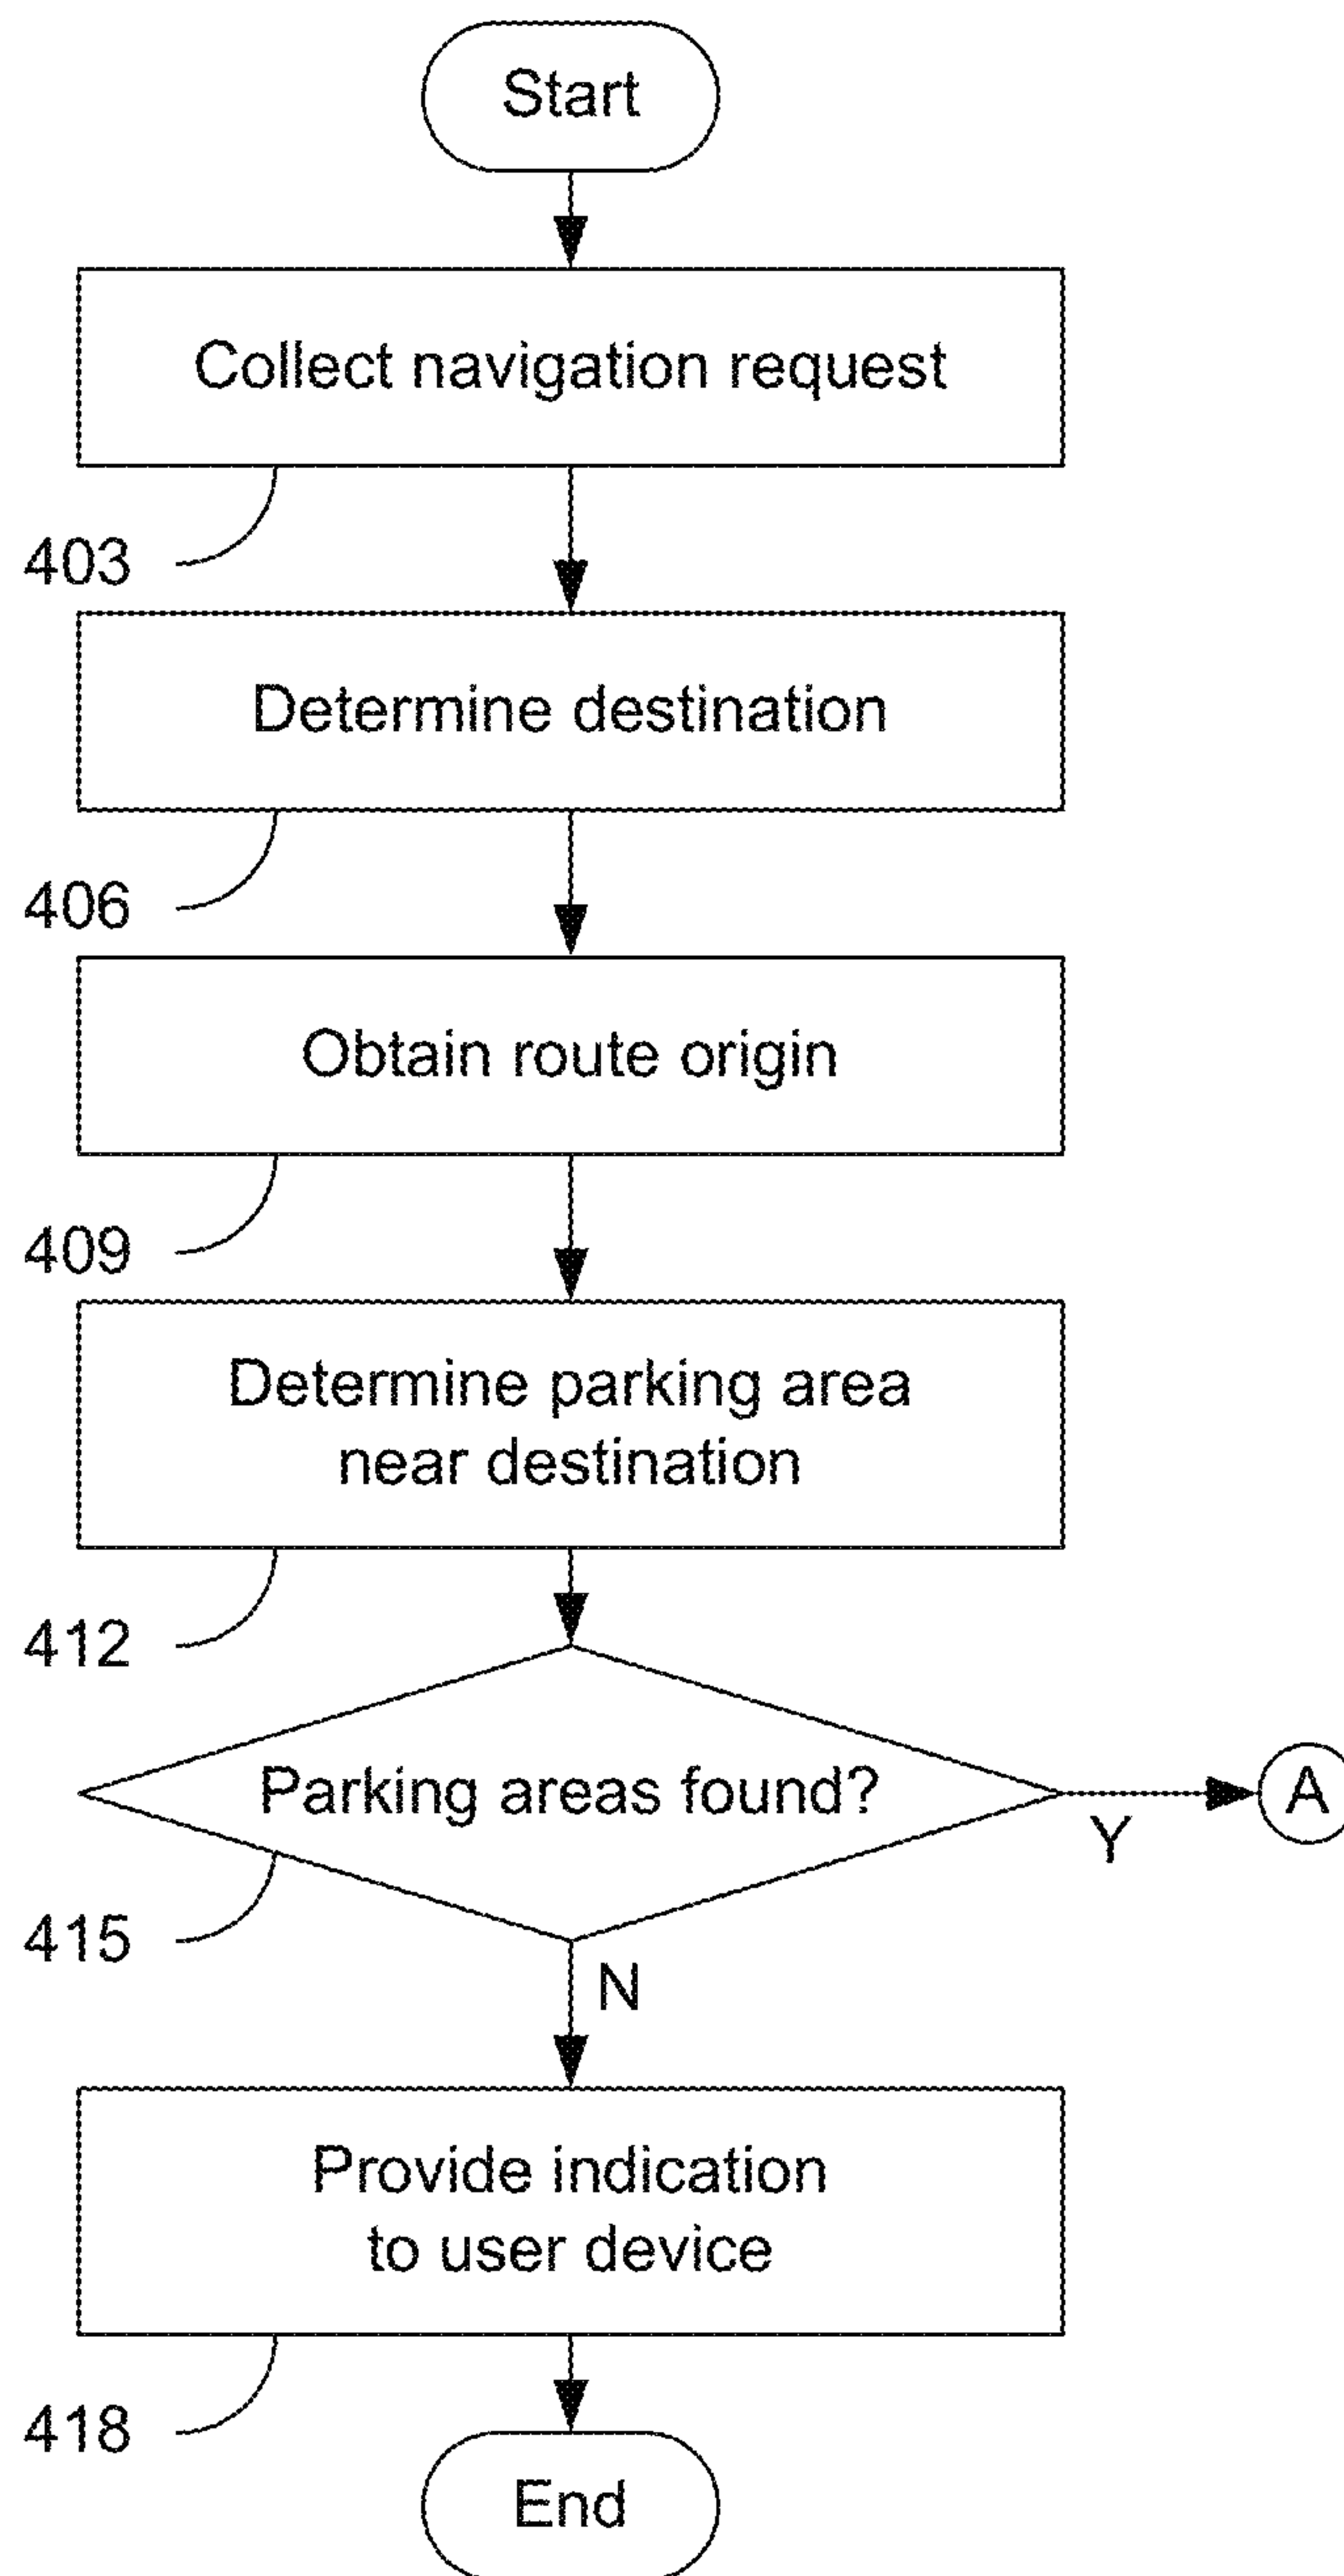 Start
Collect navigation request
403
Determine destination
406
Obtain route origin
409
Determine parking area
near destination
412
Parking areas found?
A
Y
415
N
Provide indication
to user device
418
End